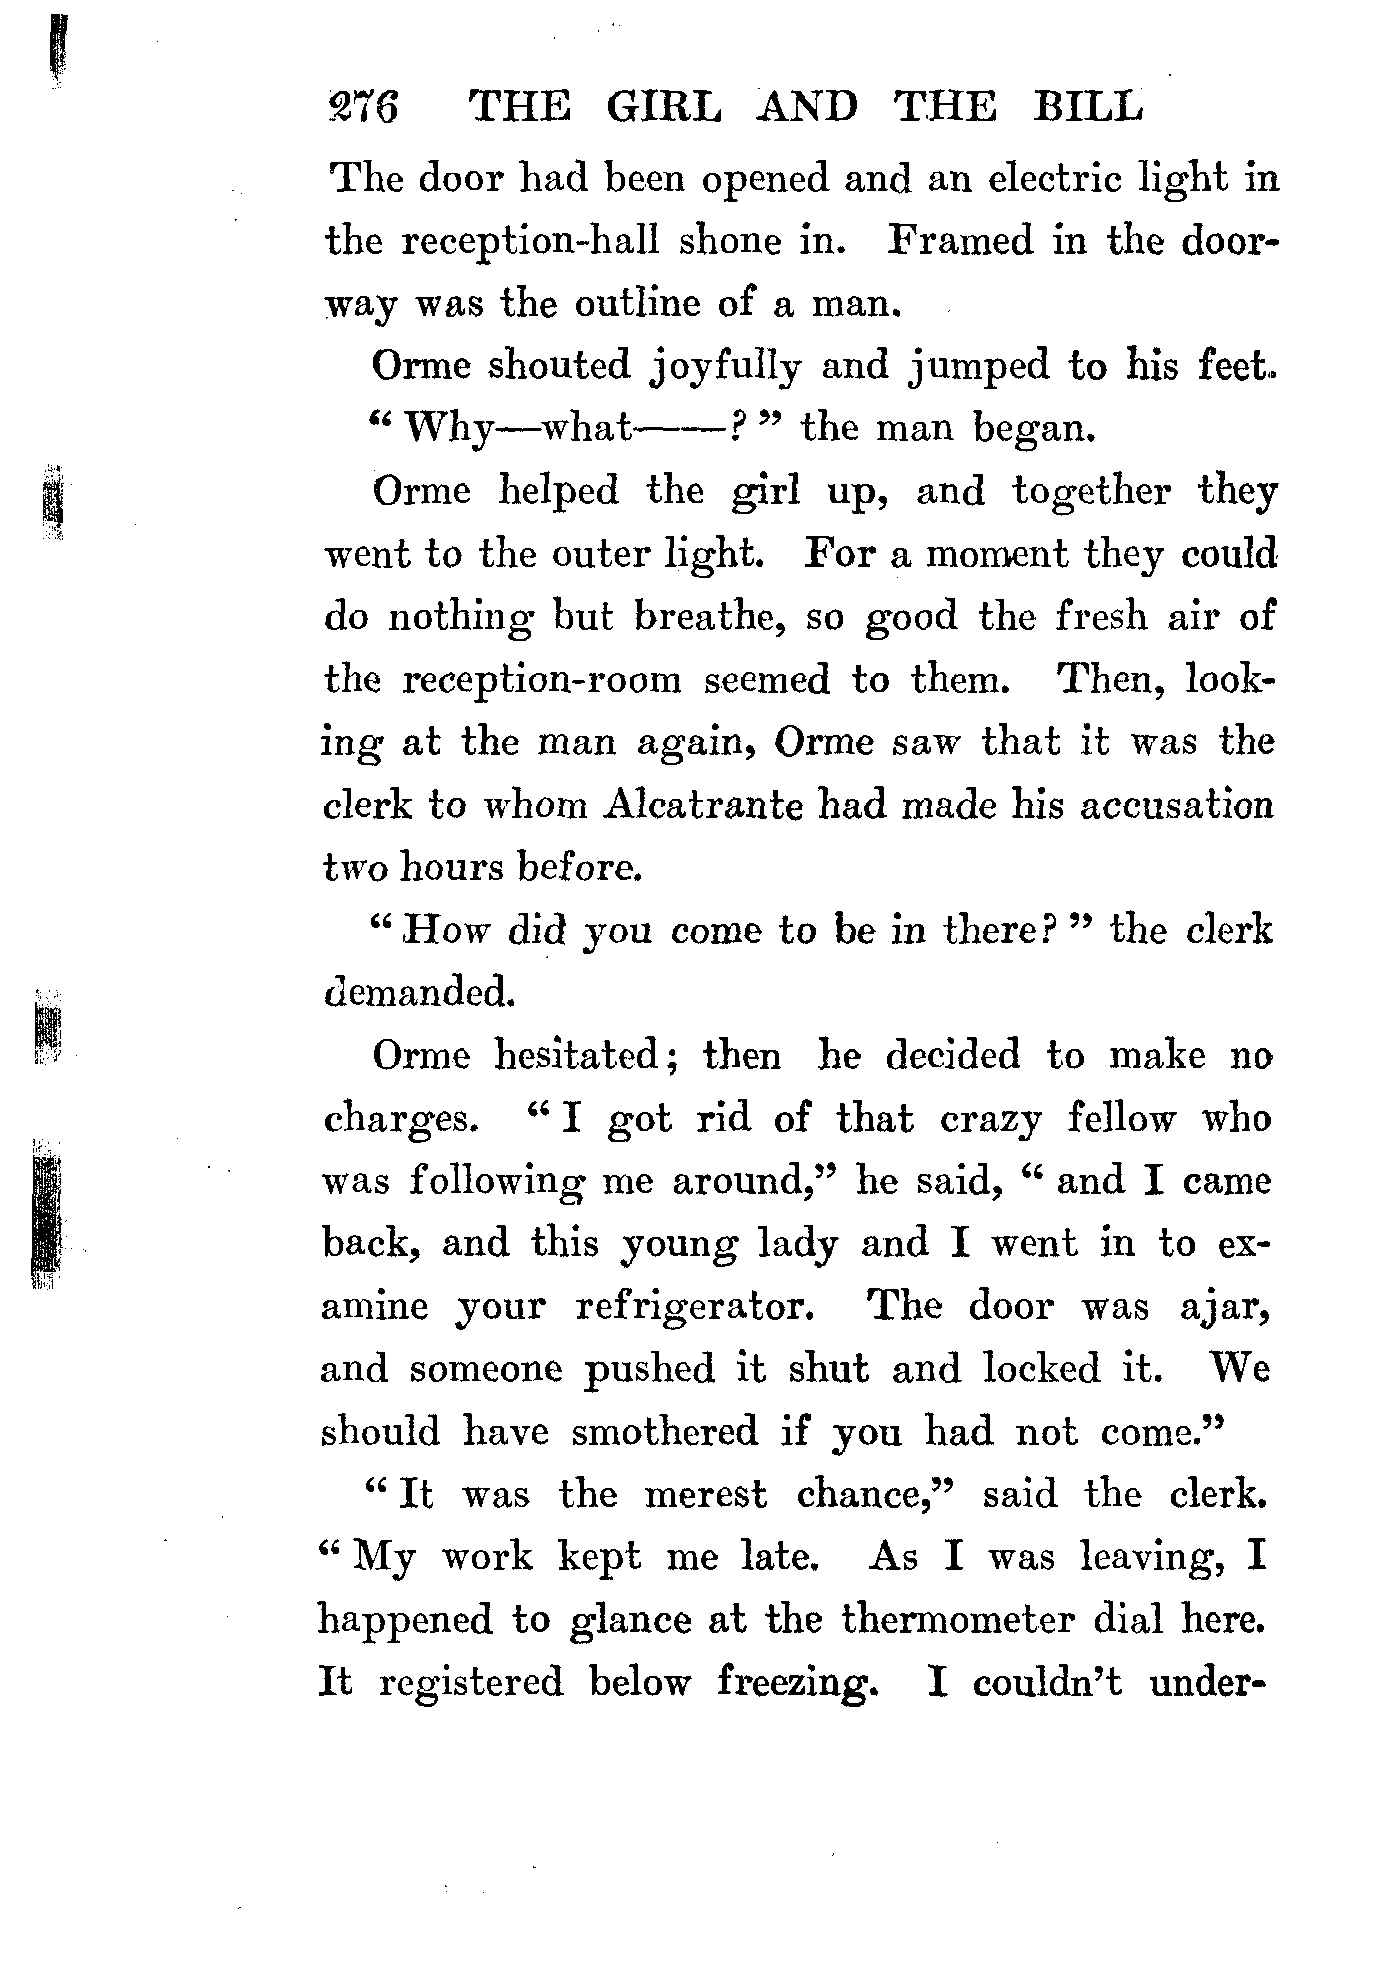 276 THE GIRL AND THE BILL
The door had been opened and an electric light in
the reception-hall shone in. Framed in the door-
way was the outline of a man.
Orme shouted joyfully and jumped to his feet.
“ Why—what——? ” the man began.
Orme helped the girl up, and together they
went to the outer light. For a moment they could
do nothing but breathe, so good the fresh air of
the reception-room seemed to them. Then, look-
ing at the man again, Orme saw that it was the
clerk to whom Alcatrante had made his accusation
two hours before.
“ How did you come to be in there? ” the clerk
demanded.
Orme hesitated; then he decided to make no
charges. “ I got rid of that crazy fellow who
was following me around,” he said, “ and I came
back, and this young lady and I went in to ex-
amine your refrigerator. The door was ajar,
and someone pushed it shut and locked it. We
should have smothered if you had not come.”
“ It was the merest chance,” said the clerk.
“ My work kept me late. As I was leaving, I
happened to glance at the thermometer dial here.
It registered below freezing. I couldn’t under-